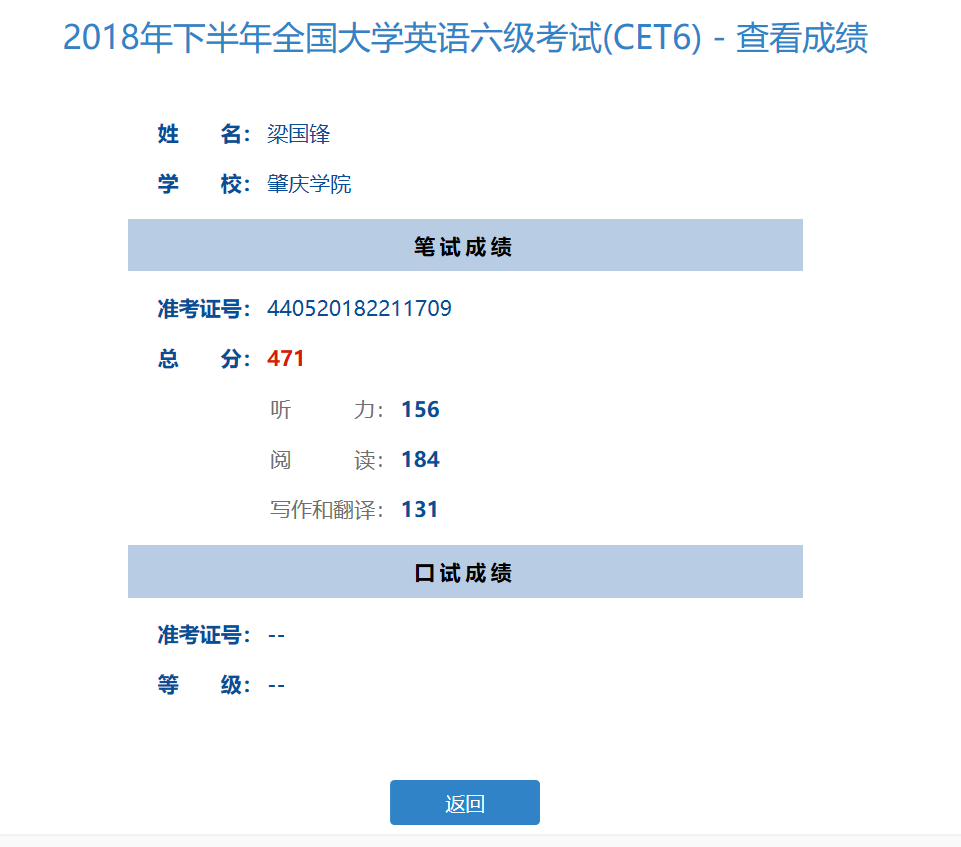 2018年下半年全国大学英语六级考试(CET6) - 查看成绩
姓 名： 梁国锋
学 校： 肇庆学院
笔试成绩
准考证号： 440520182211709
总 分： 471
听 力： 156
阅 读： 184
写作和翻译： 131
口试成绩
准考证号： --
等 级： --
返回